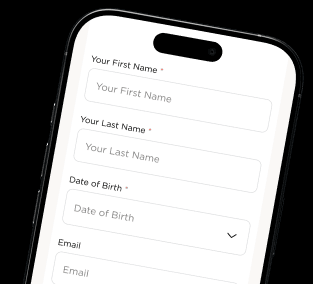 Your First Name *
Your First Name
Your Last Name *
Your Last Name
Date of Birth *
Date of Birth
Email
Email